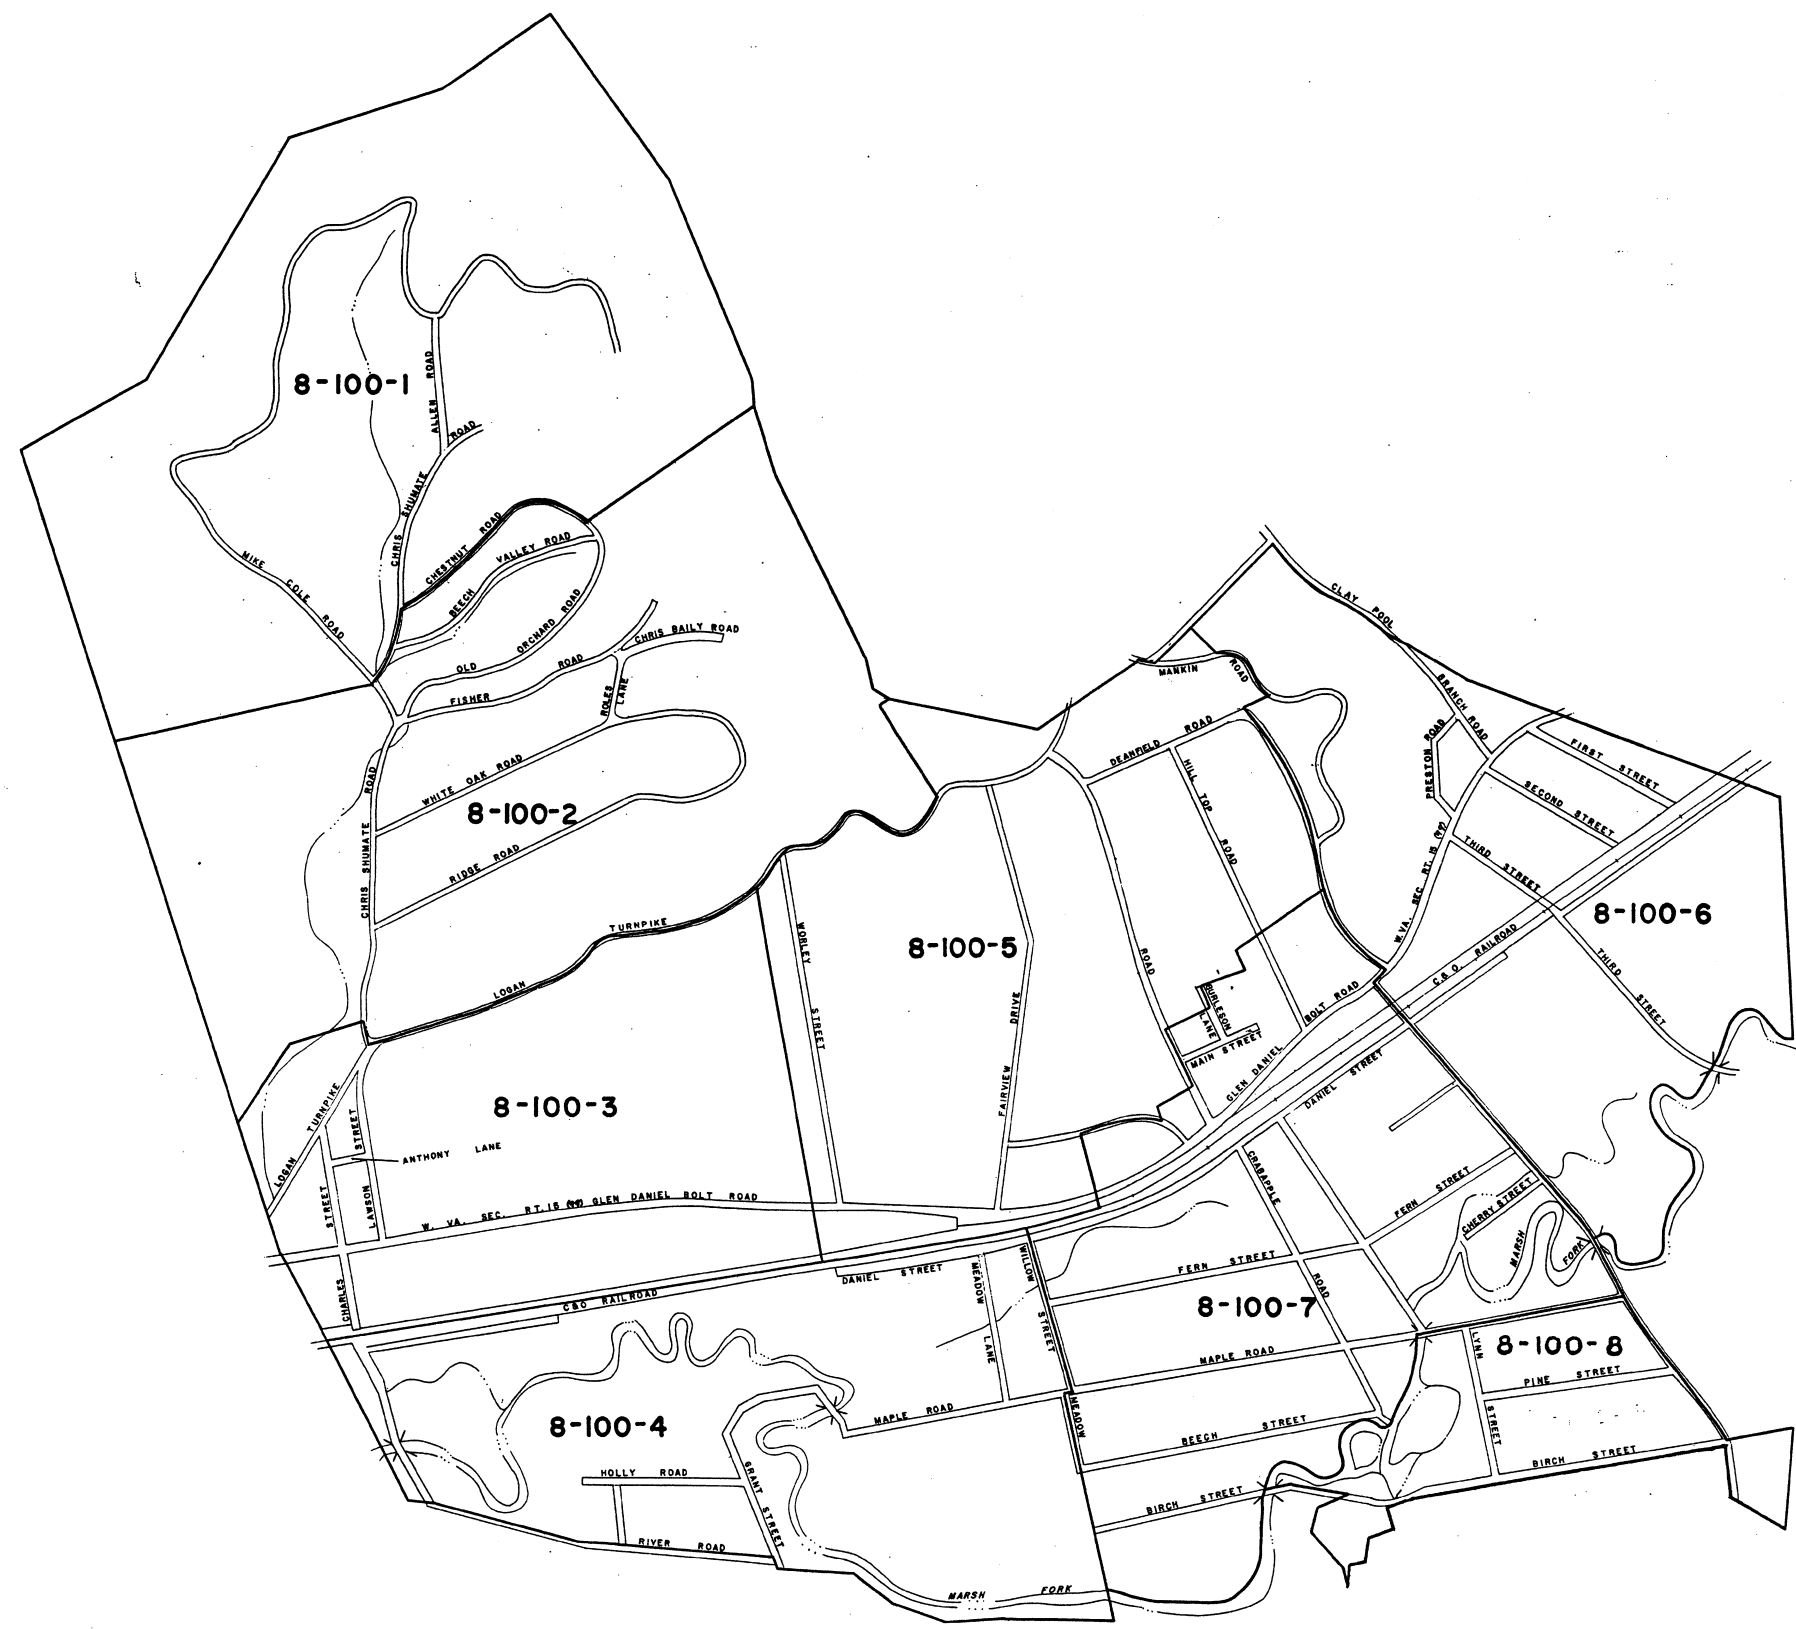 8-100-1
ALLEN ROAD
CHRIS SHUMATE ROAD
MIKE COLE ROAD
CHESTNUT ROAD
BEECH VALLEY ROAD
OLD ORCHARD ROAD
FISHER ROAD
CHRIS BAILY ROAD
ROLES LANE
WHITE OAK ROAD
8-100-2
RIDGE ROAD
CHRIS SHUMATE ROAD
LOGAN TURNPIKE
CLAY POOL
BRANCH ROAD
MANKIN ROAD
DEANFIELD ROAD
HILL TOP ROAD
PRESTON ROAD
FIRST STREET
SECOND STREET
THIRD STREET
W. VA. SEC. RT. 15 (99)
8-100-6
THIRD STREET
C & O. RAILROAD
8-100-5
WORLEY STREET
FAIRVIEW DRIVE
ROAD
BURLESON LANE
MAIN STREET
GLEN DANIEL BOLT ROAD
DANIEL STREET
8-100-3
LOGAN TURNPIKE
STREET
ANTHONY LANE
LAWSON
CHARLES STREET
W. VA. SEC. RT. 15 (99) GLEN DANIEL BOLT ROAD
C&O RAILROAD
DANIEL STREET
MEADOW LANE
WILLOW STREET
CRABAPPLE ROAD
FERN STREET
FERN STREET
CHERRY STREET
MARSH FORK
8-100-7
MAPLE ROAD
8-100-8
LYNN STREET
PINE STREET
BIRCH STREET
8-100-4
MAPLE ROAD
MEADOW
BEECH STREET
BIRCH STREET
HOLLY ROAD
GRANT STREET
RIVER ROAD
MARSH FORK